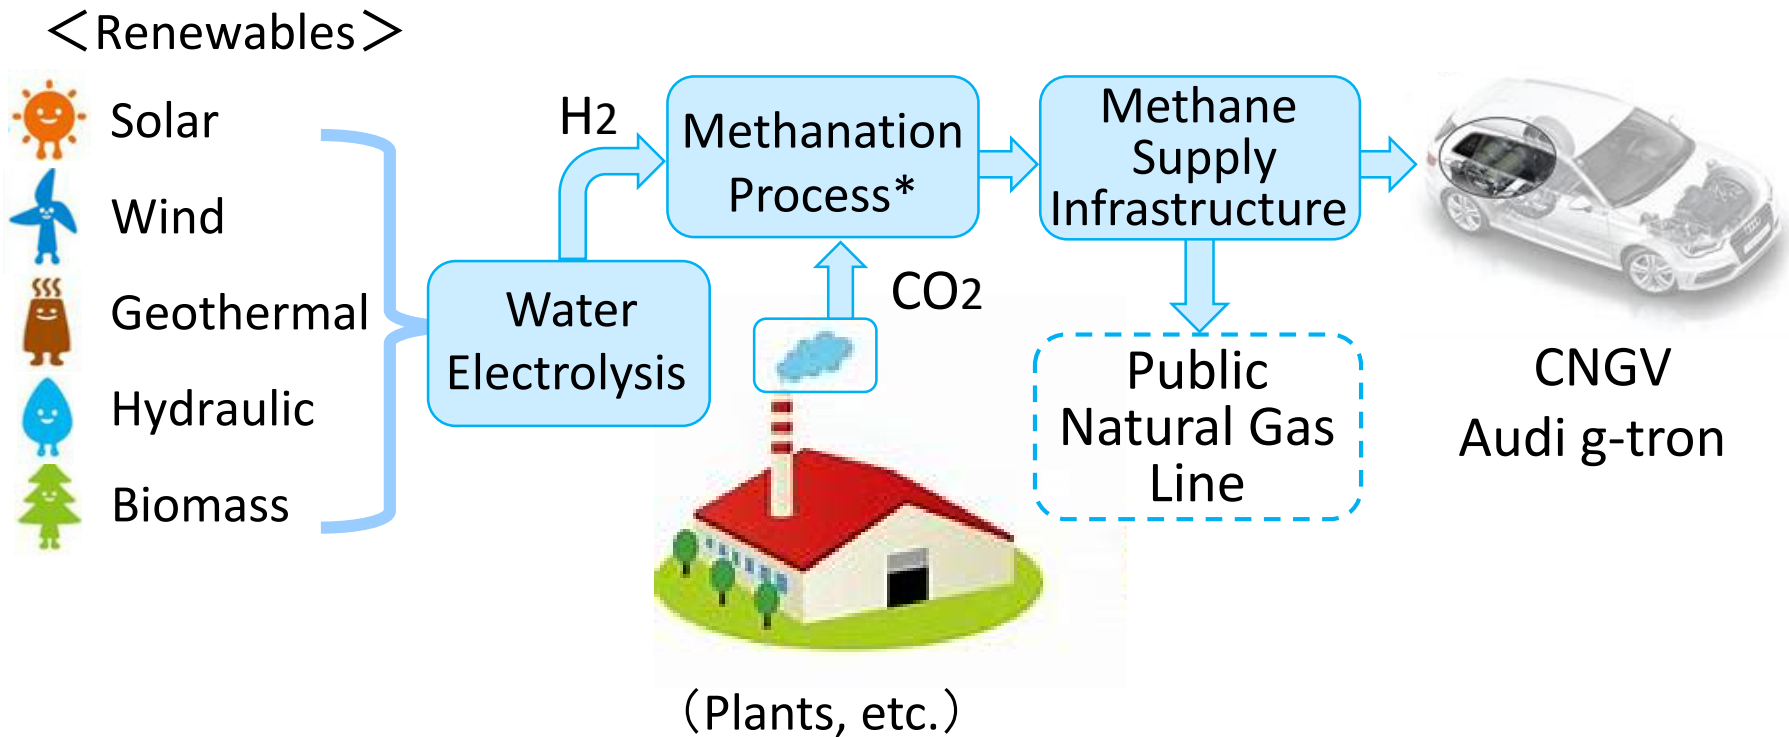 ＜Renewables＞
Solar
Wind
Geothermal
Hydraulic
Biomass
Water
Electrolysis
H2
Methanation
Process*
CO2
（Plants, etc.）
Methane
Supply
Infrastructure
Public
Natural Gas
Line
CNGV
Audi g-tron